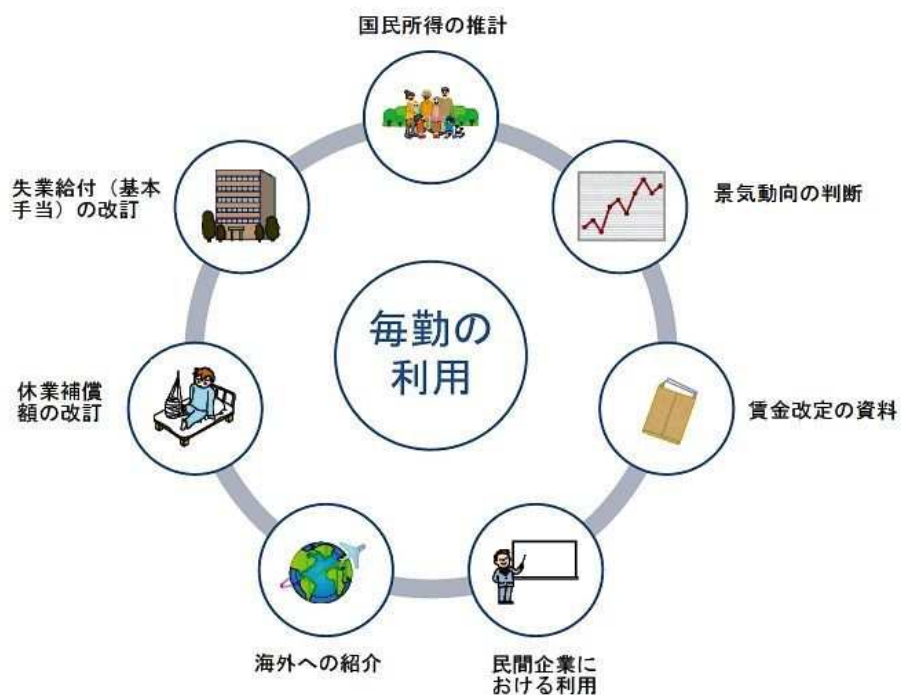 国民所得の推計
景気動向の判断
賃金改定の資料
民間企業に
おける利用
海外への紹介
休業補償
額の改訂
失業給付（基本
手当）の改訂
毎勤の
利用